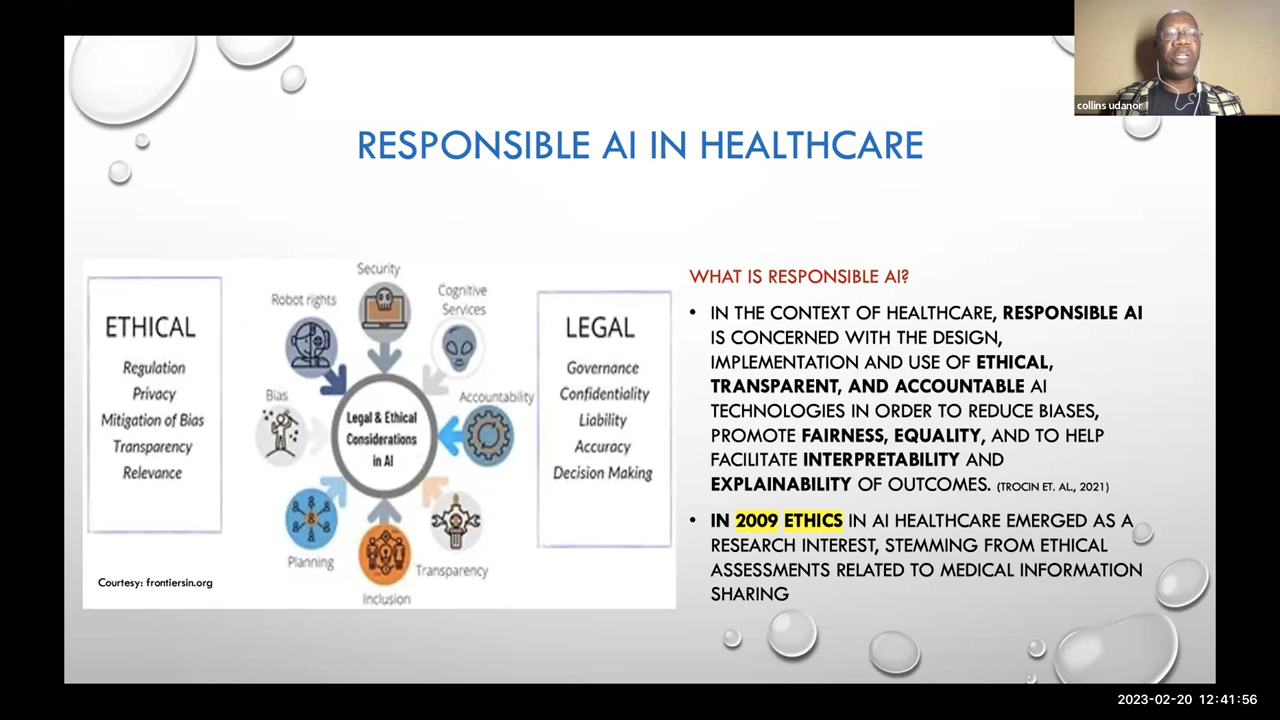 collins udanor
RESPONSIBLE AI IN HEALTHCARE
ETHICAL
Regulation
Privacy
Mitigation of Bias
Transparency
Relevance
Security
Robot rights
Cognitive
Services
Bias
Accountability
Legal & Ethical
Considerations
in AI
Planning
Transparency
Inclusion
Courtesy: frontiersin.org
LEGAL
Governance
Confidentiality
Liability
Accuracy
Decision Making
WHAT IS RESPONSIBLE AI?
• IN THE CONTEXT OF HEALTHCARE, RESPONSIBLE AI
IS CONCERNED WITH THE DESIGN,
IMPLEMENTATION AND USE OF ETHICAL,
TRANSPARENT, AND ACCOUNTABLE AI
TECHNOLOGIES IN ORDER TO REDUCE BIASES,
PROMOTE FAIRNESS, EQUALITY, AND TO HELP
FACILITATE INTERPRETABILITY AND
EXPLAINABILITY OF OUTCOMES. (TROCIN ET. AL., 2021)
• IN 2009 ETHICS IN AI HEALTHCARE EMERGED AS A
RESEARCH INTEREST, STEMMING FROM ETHICAL
ASSESSMENTS RELATED TO MEDICAL INFORMATION
SHARING
2023-02-20 12:41:56